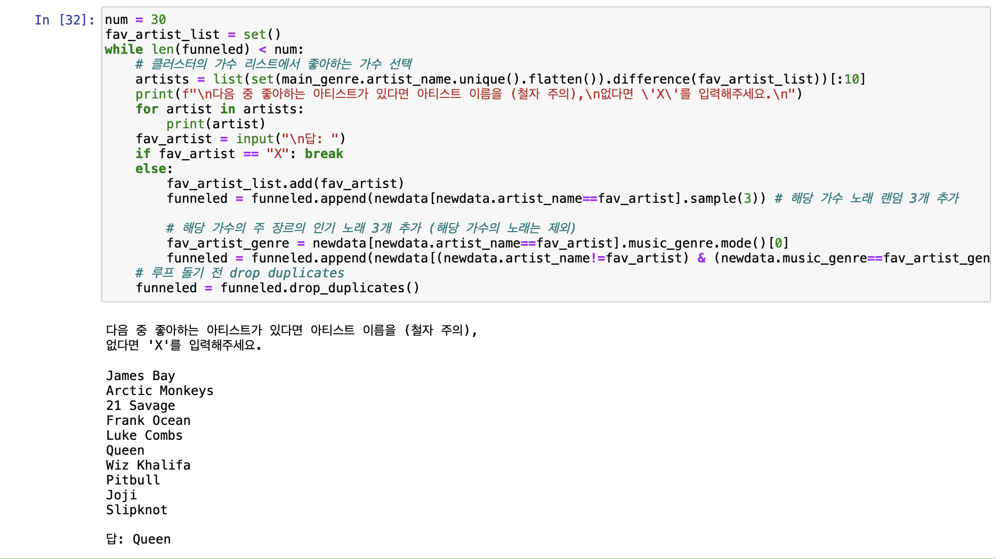 In [32]:
num = 30
fav_artist_list = set()
while len(funneled) < num:
    # 클러스터의 가수 리스트에서 좋아하는 가수 선택
    artists = list(set(main_genre.artist_name.unique().flatten()).difference(fav_artist_list))[:10]
    print(f"\n다음 중 좋아하는 아티스트가 있다면 아티스트 이름을 (철자 주의),\n없다면 \'X\'를 입력해주세요.\n")
    for artist in artists:
        print(artist)
    fav_artist = input("\n답: ")
    if fav_artist == "X": break
    else:
        fav_artist_list.add(fav_artist)
        funneled = funneled.append(newdata[newdata.artist_name==fav_artist].sample(3)) # 해당 가수 노래 랜덤 3개 추가
        # 해당 가수의 주 장르의 인기 노래 3개 추가 (해당 가수의 노래는 제외)
        fav_artist_genre = newdata[newdata.artist_name==fav_artist].music_genre.mode()[0]
        funneled = funneled.append(newdata[(newdata.artist_name!=fav_artist) & (newdata.music_genre==fav_artist_gen
    # 루프 돌기 전 drop duplicates
    funneled = funneled.drop_duplicates()
다음 중 좋아하는 아티스트가 있다면 아티스트 이름을 (철자 주의),
없다면 'X'를 입력해주세요.
James Bay
Arctic Monkeys
21 Savage
Frank Ocean
Luke Combs
Queen
Wiz Khalifa
Pitbull
Joji
Slipknot
답: Queen